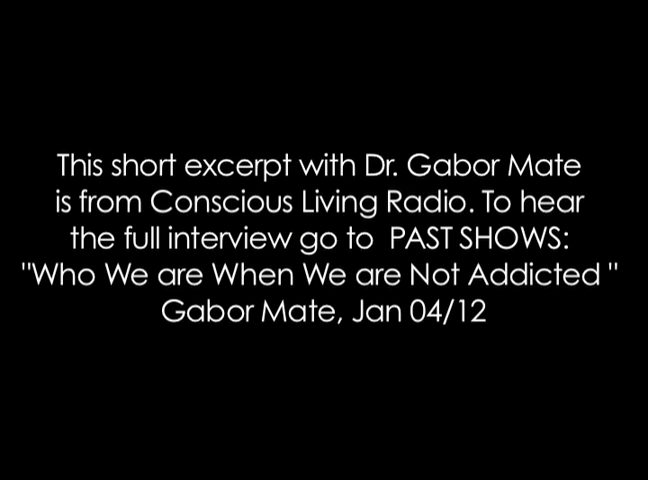 This short excerpt with Dr. Gabor Mate
is from Conscious Living Radio. To hear
the full interview go to  PAST SHOWS:
"Who We are When We are Not Addicted "
Gabor Mate, Jan 04/12